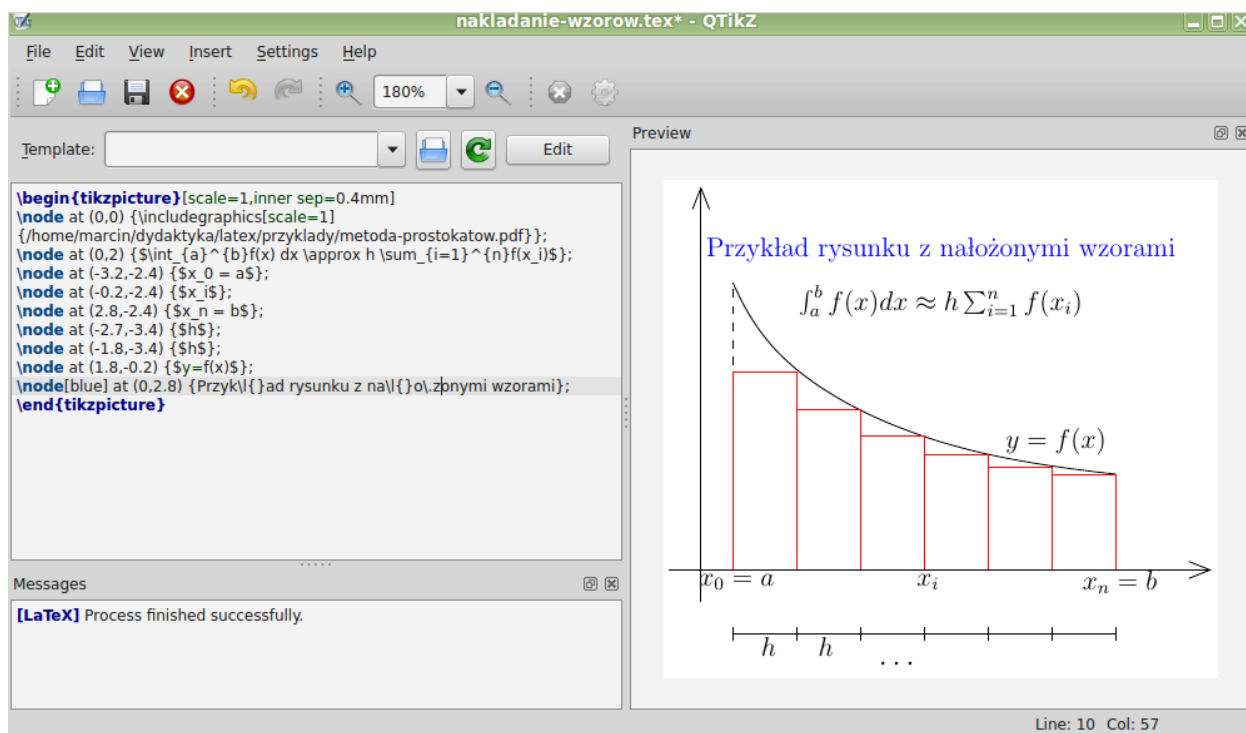 nakladanie-wzorow.tex* - QTikZ
File Edit View Insert Settings Help
180%
Template:
Edit
\begin{tikzpicture}[scale=1,inner sep=0.4mm]
\node at (0,0) {\includegraphics[scale=1]
{/home/marcin/dydaktyka/latex/przyklady/metoda-prostokatow.pdf}};
\node at (0,2) {$\int_{a}^{b}f(x) dx \approx h \sum_{i=1}^{n}f(x_i)$};
\node at (-3.2,-2.4) {$x_0 = a$};
\node at (-0.2,-2.4) {$x_i$};
\node at (2.8,-2.4) {$x_n = b$};
\node at (-2.7,-3.4) {$h$};
\node at (-1.8,-3.4) {$h$};
\node at (1.8,-0.2) {$y=f(x)$};
\node[blue] at (0,2.8) {Przyk\l{}ad rysunku z na\l{}o\.zonymi wzorami};
\end{tikzpicture}
Messages
[LaTeX] Process finished successfully.
Preview
Przykład rysunku z nałożonymi wzorami
∫_a^b f(x)dx ≈ h ∑_{i=1}^n f(x_i)
y = f(x)
x_0 = a x_i x_n = b
h h
...
Line: 10 Col: 57